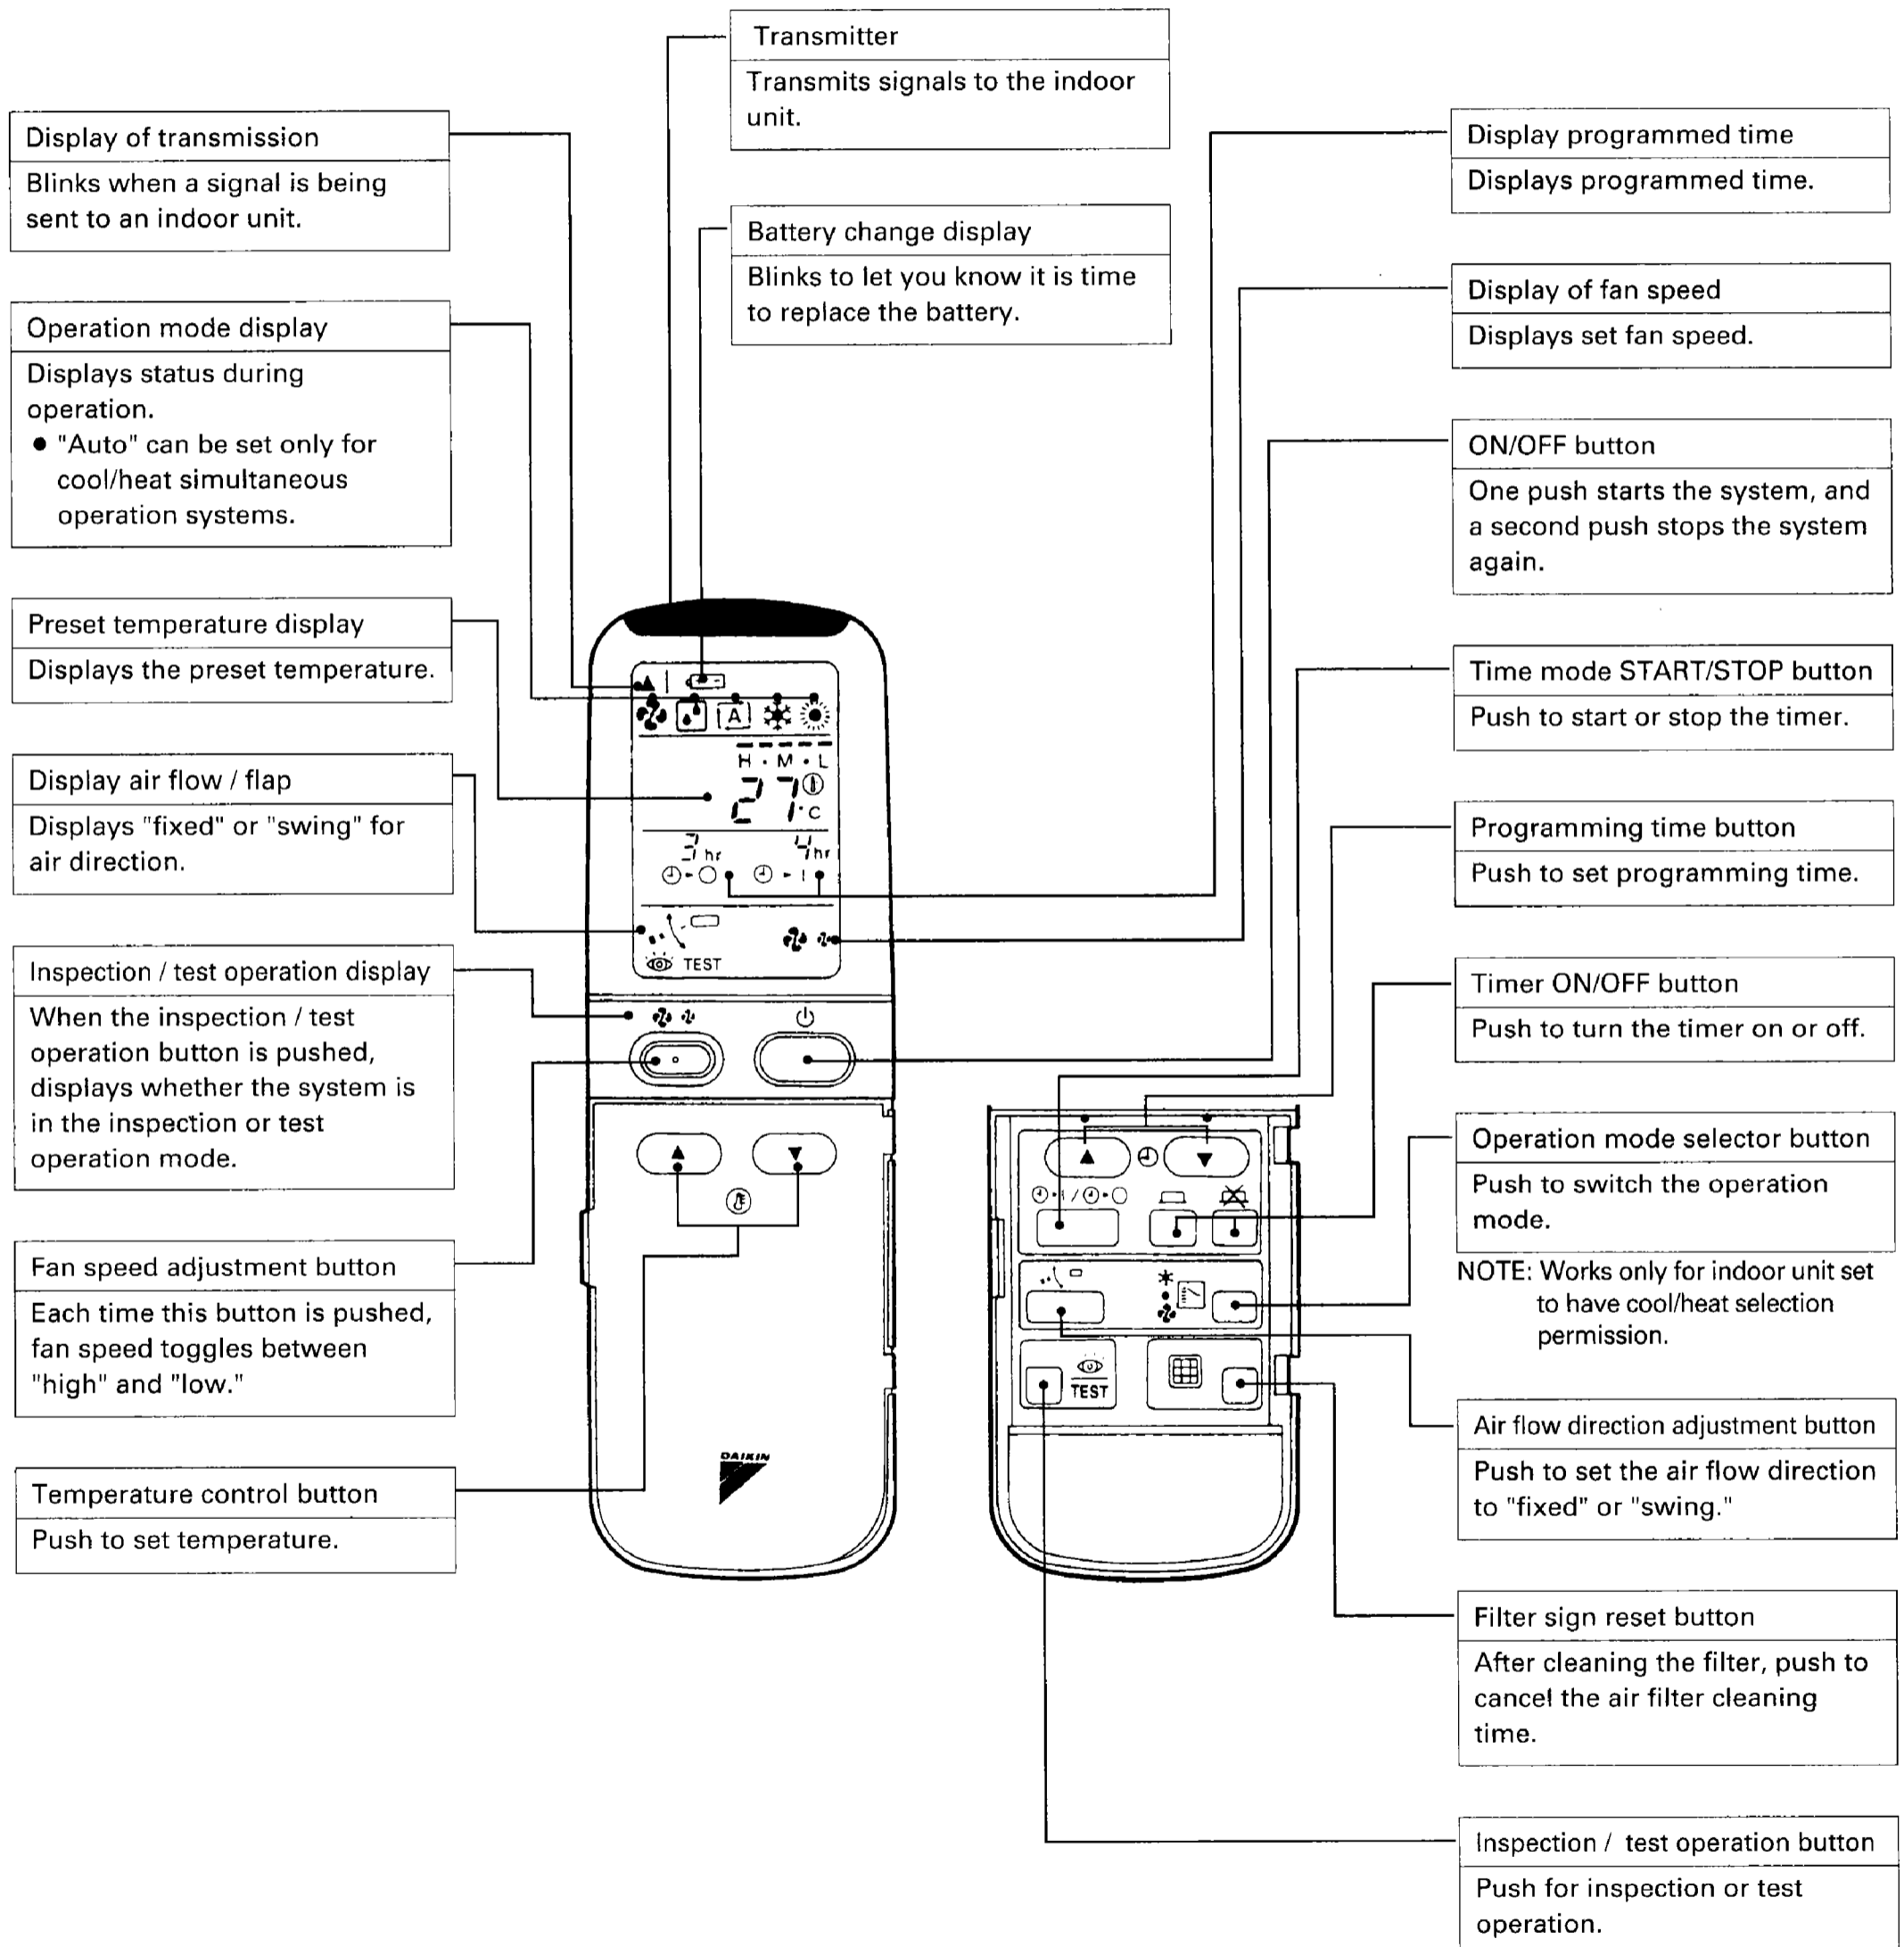 Transmitter
Transmits signals to the indoor
unit.
Display of transmission
Blinks when a signal is being
sent to an indoor unit.
Battery change display
Blinks to let you know it is time
to replace the battery.
Operation mode display
Displays status during
operation.
● "Auto" can be set only for
cool/heat simultaneous
operation systems.
Preset temperature display
Displays the preset temperature.
Display air flow / flap
Displays "fixed" or "swing" for
air direction.
Inspection / test operation display
When the inspection / test
operation button is pushed,
displays whether the system is
in the inspection or test
operation mode.
Fan speed adjustment button
Each time this button is pushed,
fan speed toggles between
"high" and "low."
Temperature control button
Push to set temperature.
A
H · M · L
27 °C
3 hr 4 hr
TEST
DAIKIN
TEST
Display programmed time
Displays programmed time.
Display of fan speed
Displays set fan speed.
ON/OFF button
One push starts the system, and
a second push stops the system
again.
Time mode START/STOP button
Push to start or stop the timer.
Programming time button
Push to set programming time.
Timer ON/OFF button
Push to turn the timer on or off.
Operation mode selector button
Push to switch the operation
mode.
NOTE: Works only for indoor unit set
to have cool/heat selection
permission.
Air flow direction adjustment button
Push to set the air flow direction
to "fixed" or "swing."
Filter sign reset button
After cleaning the filter, push to
cancel the air filter cleaning
time.
Inspection / test operation button
Push for inspection or test
operation.